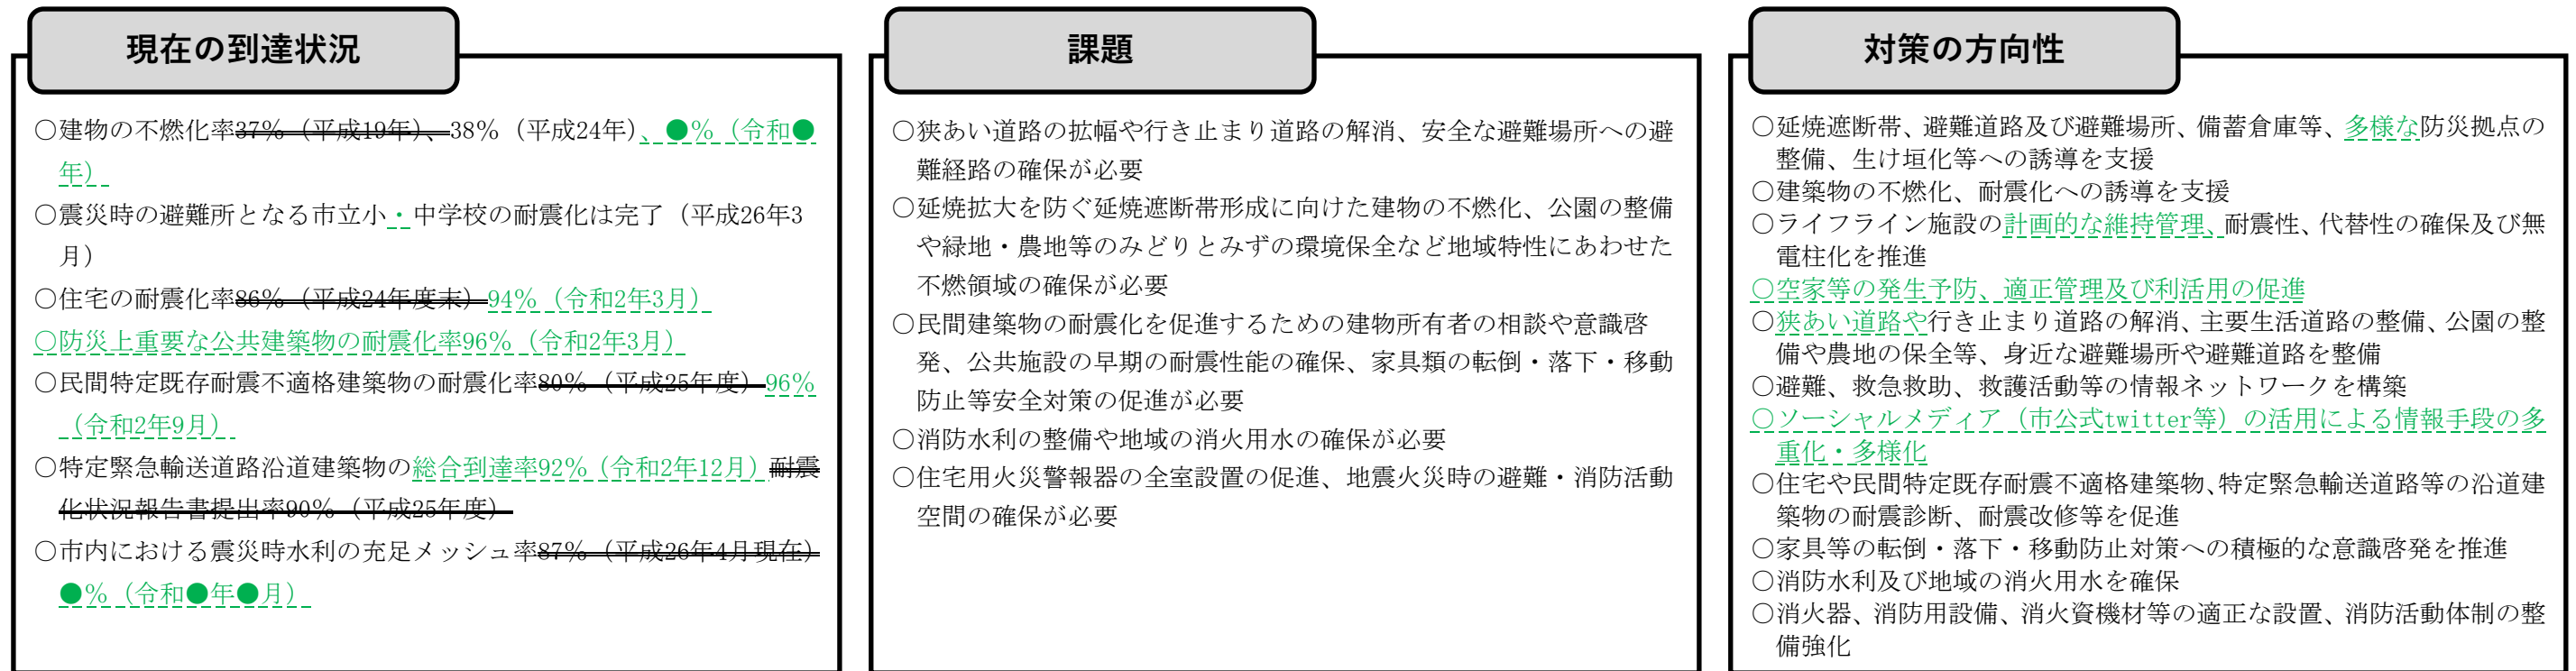 現在の到達状況
○建物の不燃化率37%（平成19年）、38%（平成24年）、●%（令和●
年）
○震災時の避難所となる市立小・中学校の耐震化は完了（平成26年3
月）
○住宅の耐震化率86%（平成24年度末）94%（令和2年3月）
○防災上重要な公共建築物の耐震化率96%（令和2年3月）
○民間特定既存耐震不適格建築物の耐震化率80%（平成25年度）96%
（令和2年9月）
○特定緊急輸送道路沿道建築物の総合到達率92%（令和2年12月）耐震
化状況報告書提出率90%（平成25年度）
○市内における震災時水利の充足メッシュ率87%（平成26年4月現在）
●%（令和●年●月）
課題
○狭あい道路の拡幅や行き止まり道路の解消、安全な避難場所への避
難経路の確保が必要
○延焼拡大を防ぐ延焼遮断帯形成に向けた建物の不燃化、公園の整備
や緑地・農地等のみどりとみずの環境保全など地域特性にあわせた
不燃領域の確保が必要
○民間建築物の耐震化を促進するための建物所有者の相談や意識啓
発、公共施設の早期の耐震性能の確保、家具類の転倒・落下・移動
防止等安全対策の促進が必要
○消防水利の整備や地域の消火用水の確保が必要
○住宅用火災警報器の全室設置の促進、地震火災時の避難・消防活動
空間の確保が必要
対策の方向性
○延焼遮断帯、避難道路及び避難場所、備蓄倉庫等、多様な防災拠点の
整備、生け垣化等への誘導を支援
○建築物の不燃化、耐震化への誘導を支援
○ライフライン施設の計画的な維持管理、耐震性、代替性の確保及び無
電柱化を推進
○空家等の発生予防、適正管理及び利活用の促進
○狭あい道路や行き止まり道路の解消、主要生活道路の整備、公園の整
備や農地の保全等、身近な避難場所や避難道路を整備
○避難、救急救助、救護活動等の情報ネットワークを構築
○ソーシャルメディア（市公式twitter等）の活用による情報手段の多
重化・多様化
○住宅や民間特定既存耐震不適格建築物、特定緊急輸送道路等の沿道建
築物の耐震診断、耐震改修等を促進
○家具等の転倒・落下・移動防止対策への積極的な意識啓発を推進
○消防水利及び地域の消火用水を確保
○消火器、消防用設備、消火資機材等の適正な設置、消防活動体制の整
備強化